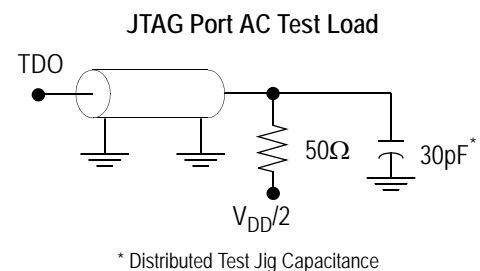 JTAG Port AC Test Load
TDO
50Ω
30pF*
VDD/2
* Distributed Test Jig Capacitance